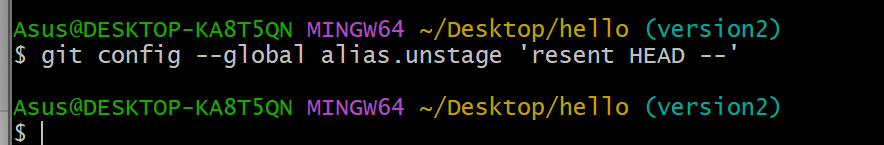 Asus@DESKTOP-KA8T5QN MINGW64 ~/Desktop/hello (version2)
$ git config --global alias.unstage 'resent HEAD --'
Asus@DESKTOP-KA8T5QN MINGW64 ~/Desktop/hello (version2)
$